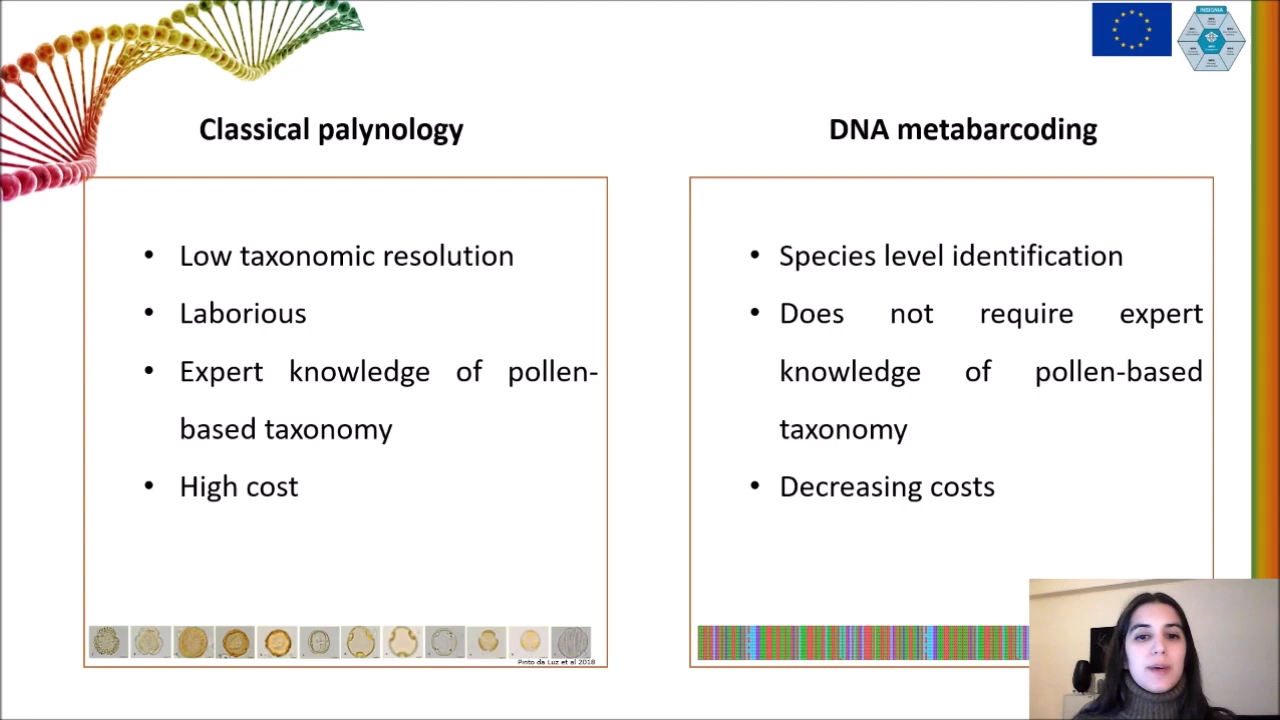 INSIGNIA
Classical palynology
DNA metabarcoding
• Low taxonomic resolution
• Laborious
• Expert knowledge of pollen-
based taxonomy
• High cost
Pinto da Luz et al 2018
• Species level identification
• Does not require expert
knowledge of pollen-based
taxonomy
• Decreasing costs